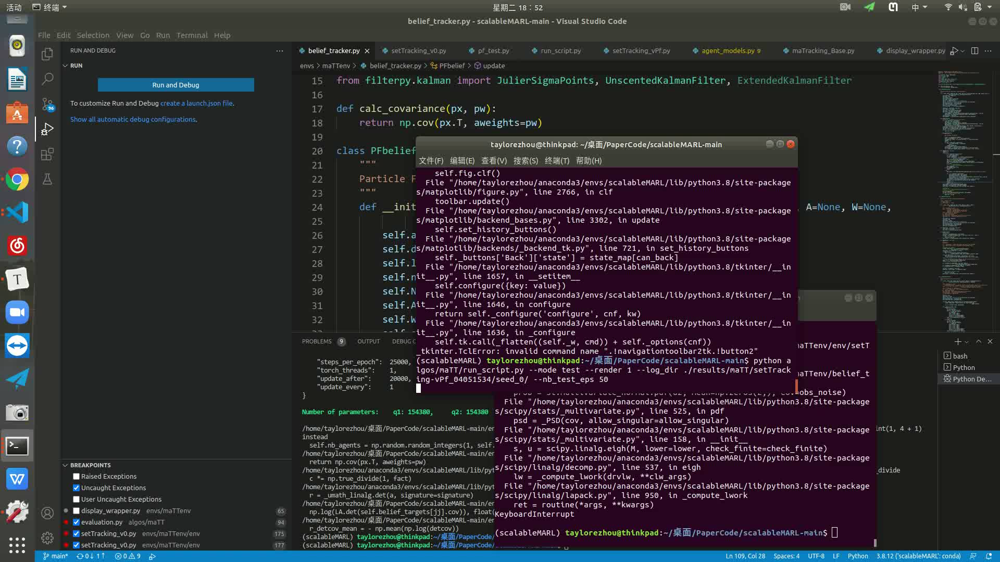 活动
终端
星期二 18：52
中
belief_tracker.py - scalableMARL-main - Visual Studio Code
File Edit Selection View Go Run Terminal Help
RUN AND DEBUG
RUN
Run and Debug
To customize Run and Debug create a launch.json file.
Show all automatic debug configurations.
96
belief_tracker.py
setTracking_v0.py
pf_test.py
run_script.py
setTracking_vPf.py
agent_models.py 9
maTracking_Base.py
display_wrapper.py
envs > maTTenv > belief_tracker.py > PFbelief > update
15 from filterpy.kalman import JulierSigmaPoints, UnscentedKalmanFilter, ExtendedKalmanFilter
16
17 def calc_covariance(px, pw):
18 return np.cov(px.T, aweights=pw)
19
20 class PFbelief
21 """
22 Particle F
23 """
24 def __init A=None, W=None,
25
26 self.a
27 self.d
28 self.l
29 self.n
30 self.N
31 self.A
32 self.W
taylorezhou@thinkpad: ~/桌面/PaperCode/scalableMARL-main
文件(F) 编辑(E) 查看(V) 搜索(S) 终端(T) 帮助(H)
self.fig.clf()
File "/home/taylorezhou/anaconda3/envs/scalableMARL/lib/python3.8/site-package
s/matplotlib/figure.py", line 2766, in clf
toolbar.update()
File "/home/taylorezhou/anaconda3/envs/scalableMARL/lib/python3.8/site-package
s/matplotlib/backend_bases.py", line 3302, in update
self.set_history_buttons()
File "/home/taylorezhou/anaconda3/envs/scalableMARL/lib/python3.8/site-package
s/matplotlib/backends/_backend_tk.py", line 721, in set_history_buttons
self._buttons['Back']['state'] = state_map[can_back]
File "/home/taylorezhou/anaconda3/envs/scalableMARL/lib/python3.8/tkinter/__in
it__.py", line 1657, in __setitem__
self.configure({key: value})
File "/home/taylorezhou/anaconda3/envs/scalableMARL/lib/python3.8/tkinter/__in
it__.py", line 1646, in configure
return self._configure('configure', cnf, kw)
File "/home/taylorezhou/anaconda3/envs/scalableMARL/lib/python3.8/tkinter/__in
it__.py", line 1636, in _configure
self.tk.call(_flatten((self._w, cmd)) + self._options(cnf))
_tkinter.TclError: invalid command name ".!navigationtoolbar2tk.!button2"
(scalableMARL) taylorezhou@thinkpad:~/桌面/PaperCode/scalableMARL-main$ python a
lgos/maTT/run_script.py --mode test --render 1 --log_dir ./results/maTT/setTrack
ing-vPf_04051534/seed_0/ --nb_test_eps 50
aTTenv/env/setT
aTTenv/belief_t
=obs_noise)
File "/home/taylorezhou/anaconda3/envs/scalableMARL/lib/python3.8/site-package
s/scipy/stats/_multivariate.py", line 525, in pdf
psd = _PSD(cov, allow_singular=allow_singular)
File "/home/taylorezhou/anaconda3/envs/scalableMARL/lib/python3.8/site-package
s/scipy/stats/_multivariate.py", line 158, in __init__
s, u = scipy.linalg.eigh(M, lower=lower, check_finite=check_finite)
File "/home/taylorezhou/anaconda3/envs/scalableMARL/lib/python3.8/site-package
s/scipy/linalg/decomp.py", line 537, in eigh
lw = _compute_lwork(drvlw, **clw_args)
File "/home/taylorezhou/anaconda3/envs/scalableMARL/lib/python3.8/site-package
s/scipy/linalg/lapack.py", line 950, in _compute_lwork
ret = routine(*args, **kwargs)
KeyboardInterrupt
(scalableMARL) taylorezhou@thinkpad:~/桌面/PaperCode/scalableMARL-main$
PROBLEMS 9 OUTPUT DEBUG C
"steps_per_epoch": 25000,
"torch_threads": 1,
"update_after": 20000,
"update_every": 1
}
Number of parameters: q1: 154380, q2: 154380
/home/taylorezhou/桌面/PaperCode/scalableMARL-main/en int(1, 4 + 1)
instead
self.nb_agents = np.random.random_integers(1, self.
/home/taylorezhou/桌面/PaperCode/scalableMARL-main/en
return np.cov(px.T, aweights=pw)
/home/taylorezhou/anaconda3/envs/scalableMARL/lib/pyt _divide
c *= np.true_divide(1, fact)
/home/taylorezhou/anaconda3/envs/scalableMARL/lib/pyt
r = _umath_linalg.det(a, signature=signature)
/home/taylorezhou/桌面/PaperCode/scalableMARL-main/en
np.log(LA.det(self.belief_targets[jj].cov)), float(
/home/taylorezhou/桌面/PaperCode/scalableMARL-main/en
r_detcov_mean = - np.mean(np.log(detcov))
(scalableMARL) taylorezhou@thinkpad:~/桌面/PaperCode/
(scalableMARL) taylorezhou@thinkpad:~/桌面/PaperCode/
bash
Python
Python De...
BREAKPOINTS
Raised Exceptions
Uncaught Exceptions
User Uncaught Exceptions
display_wrapper.py envs/maTTenv 65
evaluation.py algos/maTT 94
setTracking_v0.py envs/maTTenv/env 175
setTracking_v0.py envs/maTTenv/env 177
main* 0↓ 1↑ 0 9
Ln 109, Col 28 Spaces: 4 UTF-8 LF Python 3.8.12 ('scalableMARL': conda)